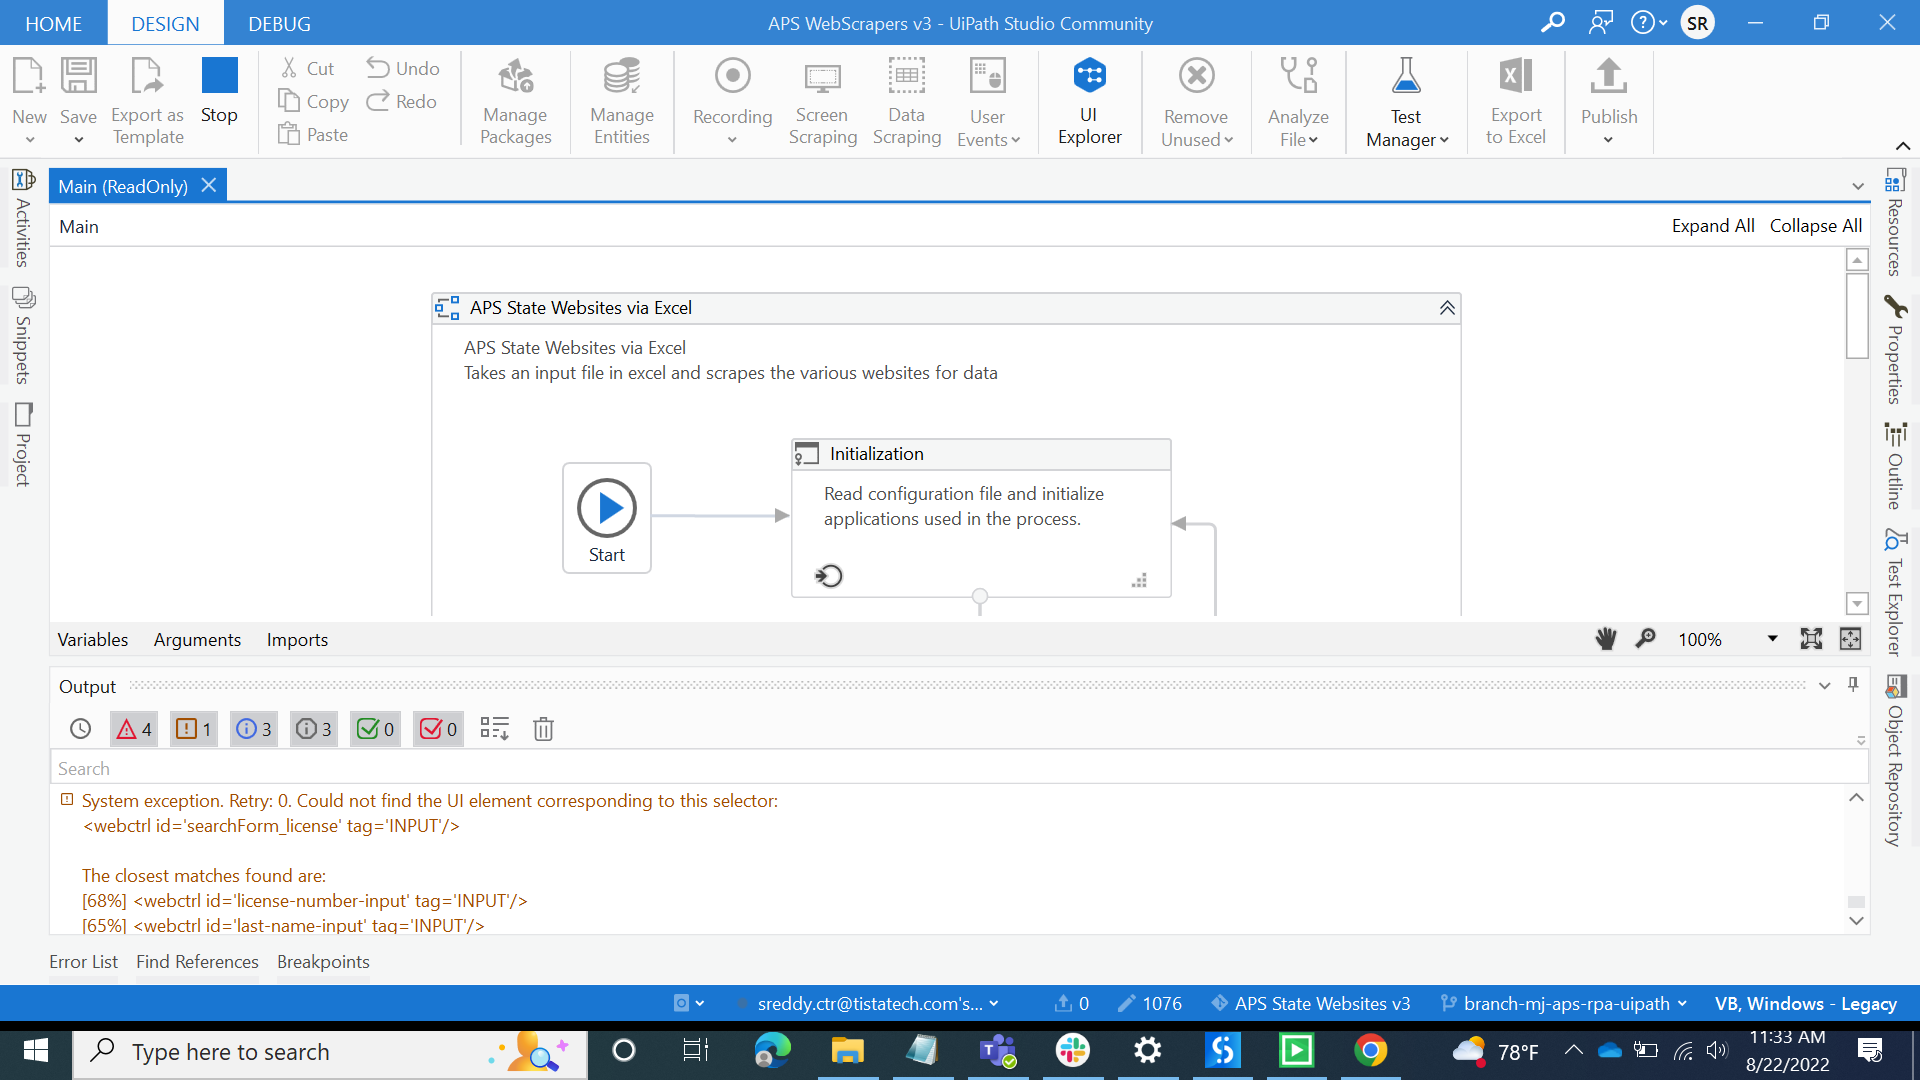 HOME DESIGN DEBUG APS WebScrapers v3 - UiPath Studio Community SR
New Save Export as Template Stop Cut Copy Paste Undo Redo Manage Packages Manage Entities Recording Screen Scraping Data Scraping User Events UI Explorer Remove Unused Analyze File Test Manager Export to Excel Publish
Activities
Snippets
Project
Main (ReadOnly)
Main Expand All Collapse All
APS State Websites via Excel
APS State Websites via Excel
Takes an input file in excel and scrapes the various websites for data
Initialization
Read configuration file and initialize
applications used in the process.
Start
Resources
Properties
Outline
Test Explorer
Object Repository
Variables Arguments Imports 100%
Output
4 1 3 3 0 0
Search
System exception. Retry: 0. Could not find the UI element corresponding to this selector:
<webctrl id='searchForm_license' tag='INPUT'/>
The closest matches found are:
[68%] <webctrl id='license-number-input' tag='INPUT'/>
[65%] <webctrl id='last-name-input' tag='INPUT'/>
Error List Find References Breakpoints
sreddy.ctr@tistatech.com's... 0 1076 APS State Websites v3 branch-mj-aps-rpa-uipath VB, Windows - Legacy
Type here to search 78°F 11:33 AM
8/22/2022